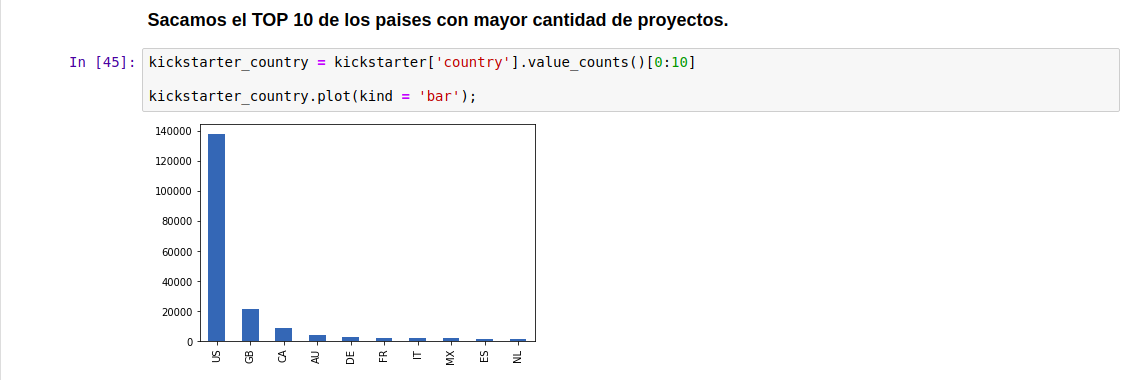 Sacamos el TOP 10 de los paises con mayor cantidad de proyectos.
In [45]: kickstarter_country = kickstarter['country'].value_counts()[0:10]
kickstarter_country.plot(kind = 'bar');
140000
120000
100000
80000
60000
40000
20000
0
US GB CA AU DE FR IT MX ES NL